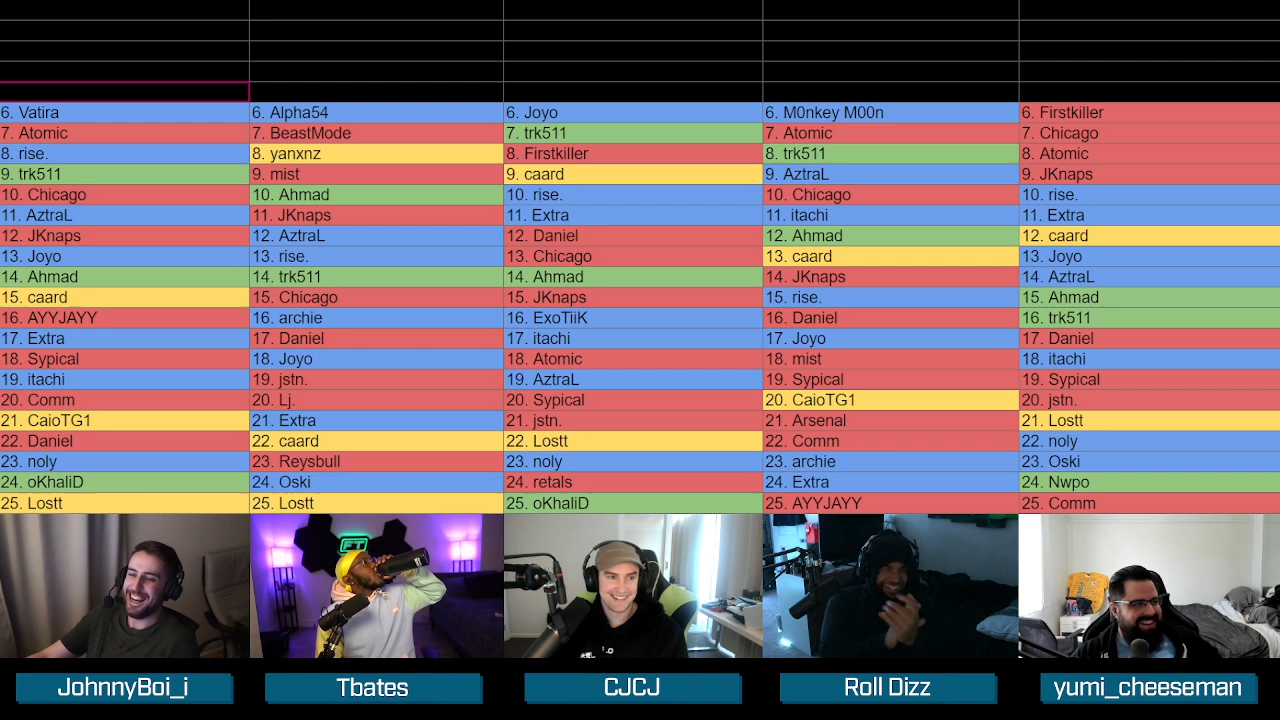 6. Vatira
7. Atomic
8. rise.
9. trk511
10. Chicago
11. AztraL
12. JKnaps
13. Joyo
14. Ahmad
15. caard
16. AYYJAYY
17. Extra
18. Sypical
19. itachi
20. Comm
21. CaioTG1
22. Daniel
23. noly
24. oKhaliD
25. Lostt
6. Alpha54
7. BeastMode
8. yanxnz
9. mist
10. Ahmad
11. JKnaps
12. AztraL
13. rise.
14. trk511
15. Chicago
16. archie
17. Daniel
18. Joyo
19. jstn.
20. Lj.
21. Extra
22. caard
23. Reysbull
24. Oski
25. Lostt
6. Joyo
7. trk511
8. Firstkiller
9. caard
10. rise.
11. Extra
12. Daniel
13. Chicago
14. Ahmad
15. JKnaps
16. ExoTiiK
17. itachi
18. Atomic
19. AztraL
20. Sypical
21. jstn.
22. Lostt
23. noly
24. retals
25. oKhaliD
6. M0nkey M00n
7. Atomic
8. trk511
9. AztraL
10. Chicago
11. itachi
12. Ahmad
13. caard
14. JKnaps
15. rise.
16. Daniel
17. Joyo
18. mist
19. Sypical
20. CaioTG1
21. Arsenal
22. Comm
23. archie
24. Extra
25. AYYJAYY
6. Firstkiller
7. Chicago
8. Atomic
9. JKnaps
10. rise.
11. Extra
12. caard
13. Joyo
14. AztraL
15. Ahmad
16. trk511
17. Daniel
18. itachi
19. Sypical
20. jstn.
21. Lostt
22. noly
23. Oski
24. Nwpo
25. Comm
FT
JohnnyBoi_i
Tbates
CJCJ
Roll Dizz
yumi_cheeseman